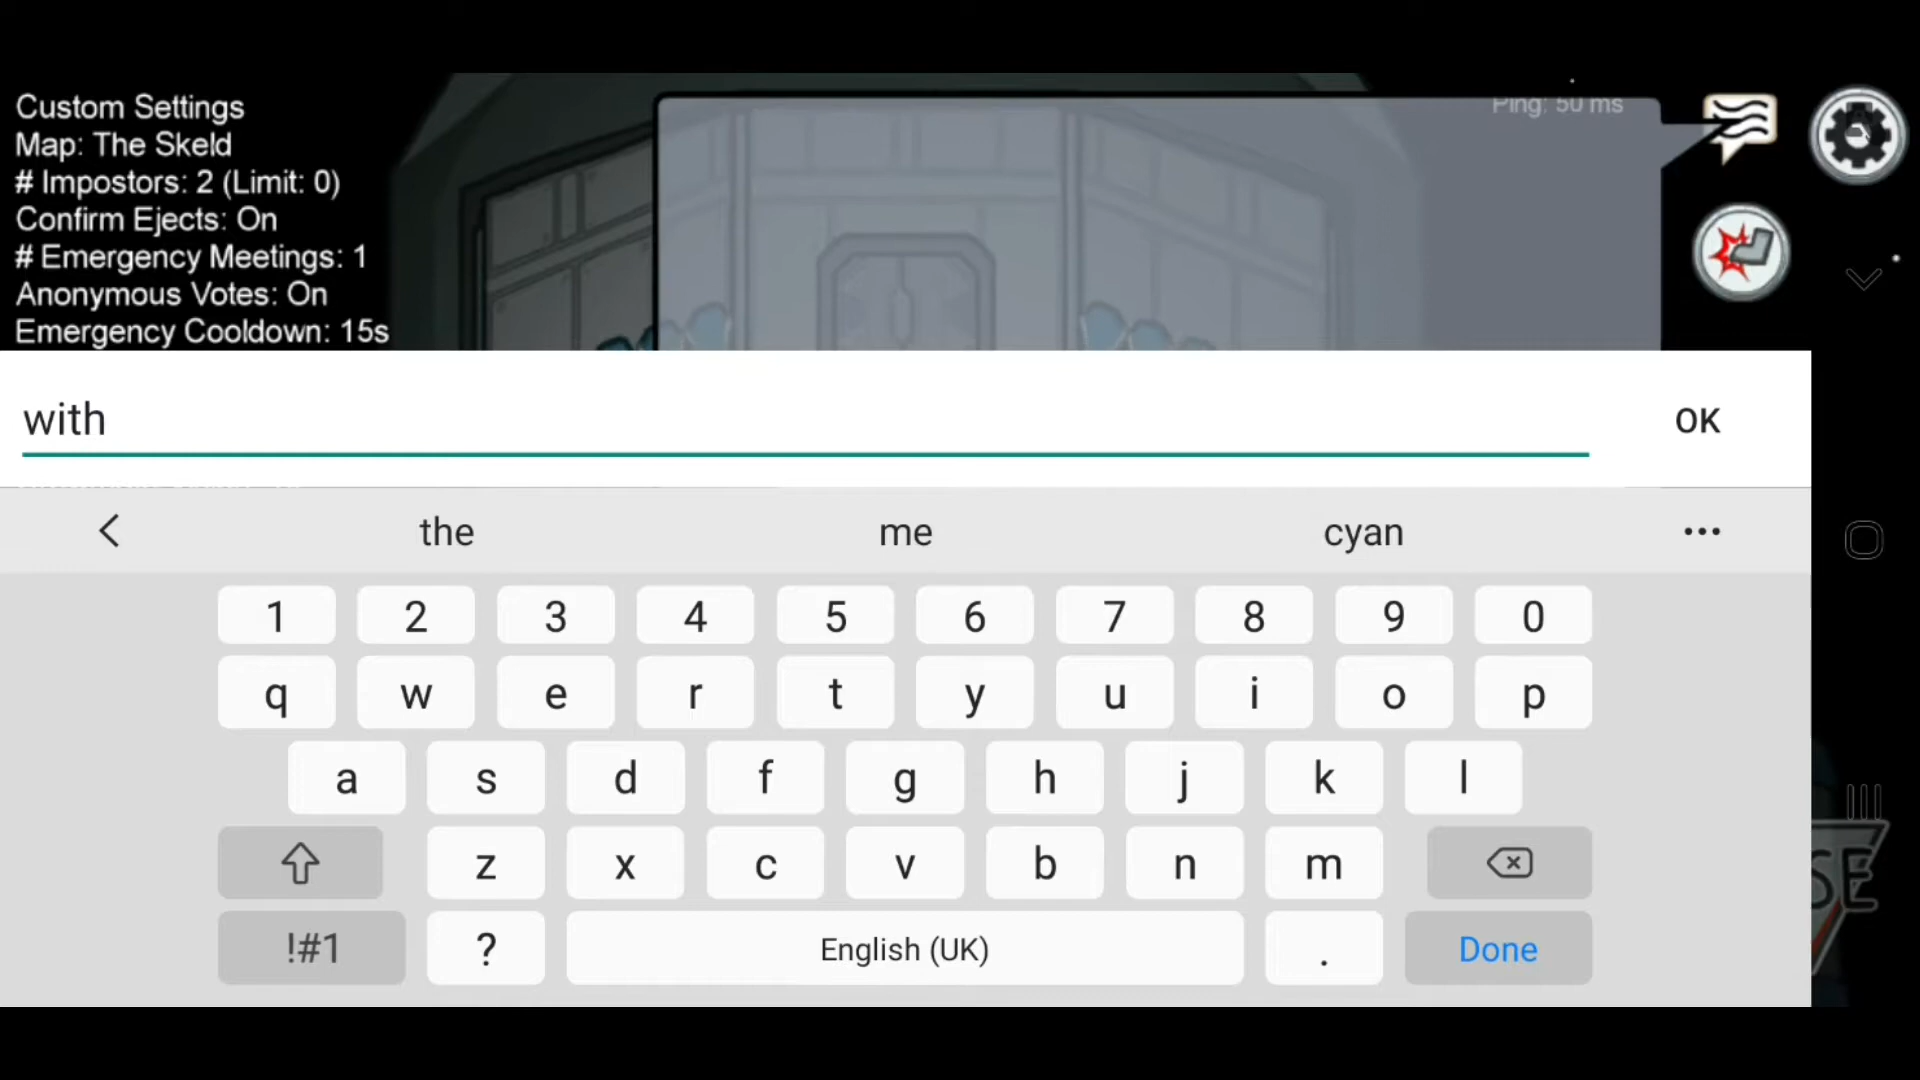 Custom Settings
Map: The Skeld
# Impostors: 2 (Limit: 0)
Confirm Ejects: On
# Emergency Meetings: 1
Anonymous Votes: On
Emergency Cooldown: 15s
Ping: 50 ms
with
OK
the me cyan
1 2 3 4 5 6 7 8 9 0
q w e r t y u i o p
a s d f g h j k l
z x c v b n m
!#1 ? English (UK) . Done
SE